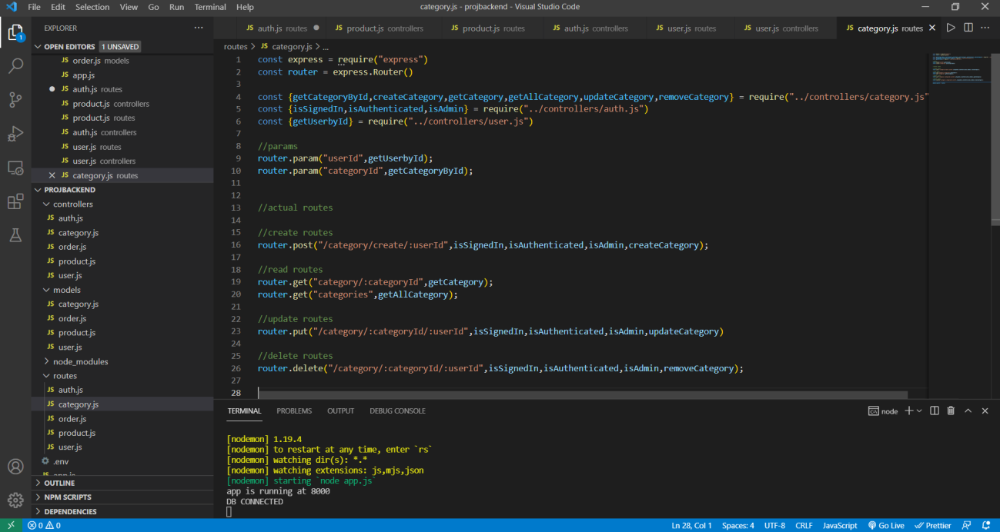 File Edit Selection View Go Run Terminal Help category.js - projbackend - Visual Studio Code
EXPLORER ···
1
OPEN EDITORS 1 UNSAVED
JS order.js models
JS app.js
JS auth.js routes
JS product.js controllers
JS product.js routes
JS auth.js controllers
JS user.js routes
JS user.js controllers
JS category.js routes
PROJBACKEND
controllers
JS auth.js
JS category.js
JS order.js
JS product.js
JS user.js
models
JS category.js
JS order.js
JS product.js
JS user.js
node_modules
routes
JS auth.js
JS category.js
JS order.js
JS product.js
JS user.js
.env
JS app.js
OUTLINE
NPM SCRIPTS
DEPENDENCIES
JS auth.js routes JS product.js controllers JS product.js routes JS auth.js controllers JS user.js routes JS user.js controllers JS category.js routes ···
routes > JS category.js > ...
1 const express = require("express")
2 const router = express.Router()
3
4 const {getCategoryById,createCategory,getCategory,getAllCategory,updateCategory,removeCategory} = require("../controllers/category.js"
5 const {isSignedIn,isAuthenticated,isAdmin} = require("../controllers/auth.js")
6 const {getUserbyId} = require("../controllers/user.js")
7
8 //params
9 router.param("userId",getUserbyId);
10 router.param("categoryId",getCategoryById);
11
12
13 //actual routes
14
15 //create routes
16 router.post("/category/create/:userId",isSignedIn,isAuthenticated,isAdmin,createCategory);
17
18 //read routes
19 router.get("category/:categoryId",getCategory);
20 router.get("categories",getAllCategory);
21
22 //update routes
23 router.put("/category/:categoryId/:userId",isSignedIn,isAuthenticated,isAdmin,updateCategory)
24
25 //delete routes
26 router.delete("/category/:categoryId/:userId",isSignedIn,isAuthenticated,isAdmin,removeCategory);
27
28
TERMINAL PROBLEMS OUTPUT DEBUG CONSOLE node
[nodemon] 1.19.4
[nodemon] to restart at any time, enter `rs`
[nodemon] watching dir(s): *.*
[nodemon] watching extensions: js,mjs,json
[nodemon] starting `node app.js`
app is running at 8000
DB CONNECTED
0 0 Ln 28, Col 1 Spaces: 4 UTF-8 CRLF JavaScript Go Live Prettier